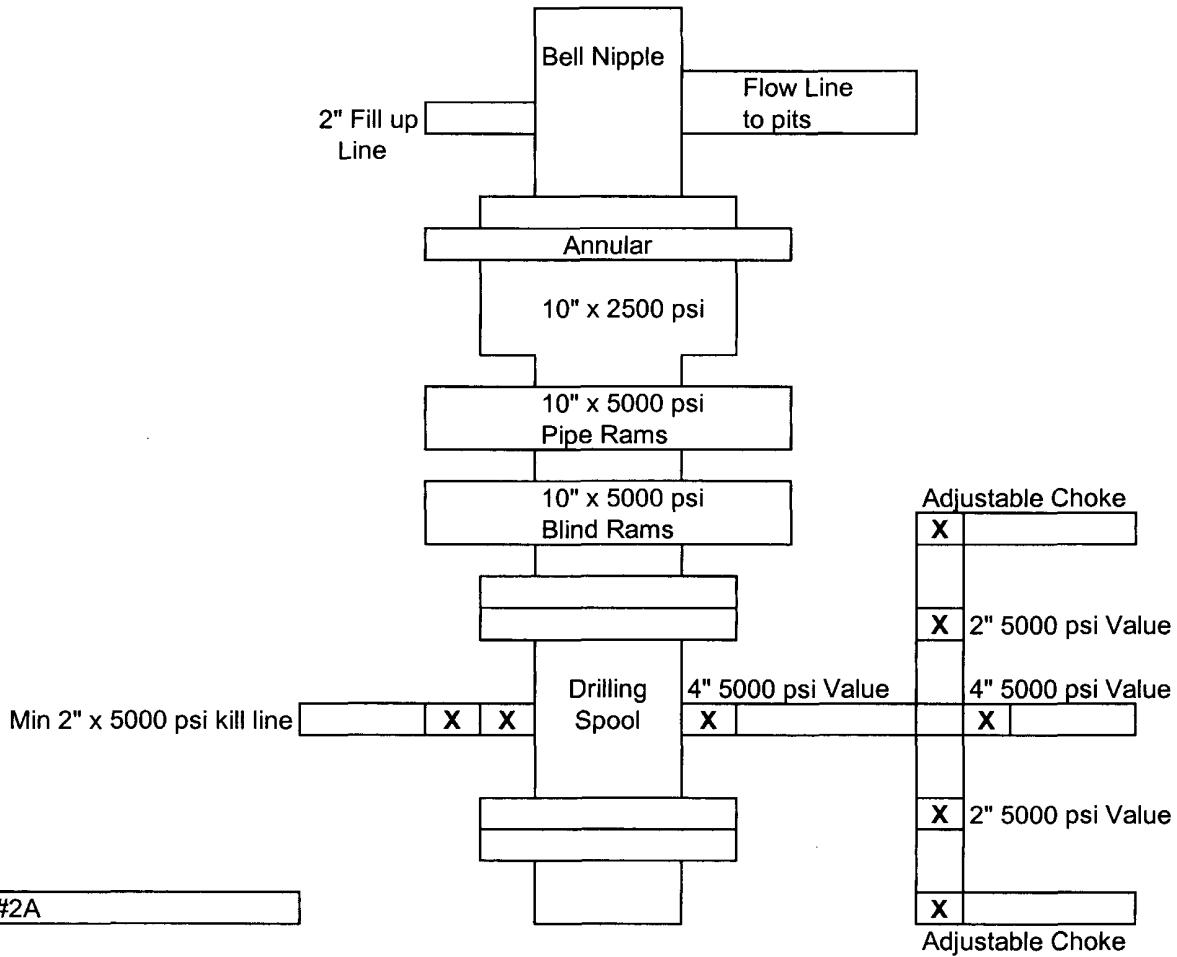 Bell Nipple
Flow Line
to pits
2" Fill up
Line
Annular
10" x 2500 psi
10" x 5000 psi
Pipe Rams
10" x 5000 psi
Blind Rams
Adjustable Choke
X
X 2" 5000 psi Value
Drilling
Spool
4" 5000 psi Value
4" 5000 psi Value
Min 2" x 5000 psi kill line
X X
X
X
X 2" 5000 psi Value
#2A
X
Adjustable Choke